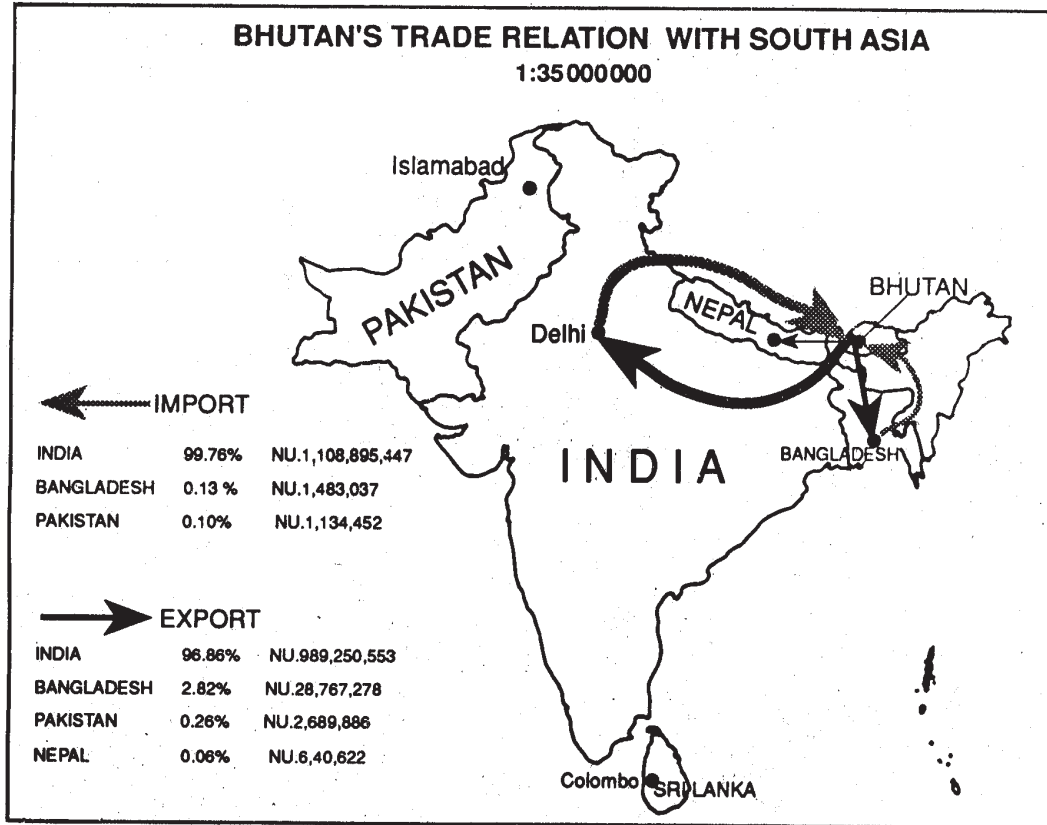 BHUTAN'S TRADE RELATION WITH SOUTH ASIA
1:35000000
Islamabad
PAKISTAN
BHUTAN
NEPAL
Delhi
IMPORT
INDIA 99.76% NU.1,108,895,447
BANGLADESH 0.13 % NU.1,483,037
PAKISTAN 0.10% NU.1,134,452
BANGLADESH
INDIA
EXPORT
INDIA 96.86% NU.989,250,553
BANGLADESH 2.82% NU.28,767,278
PAKISTAN 0.26% NU.2,689,886
NEPAL 0.06% NU.6,40,622
Colombo
SRI LANKA